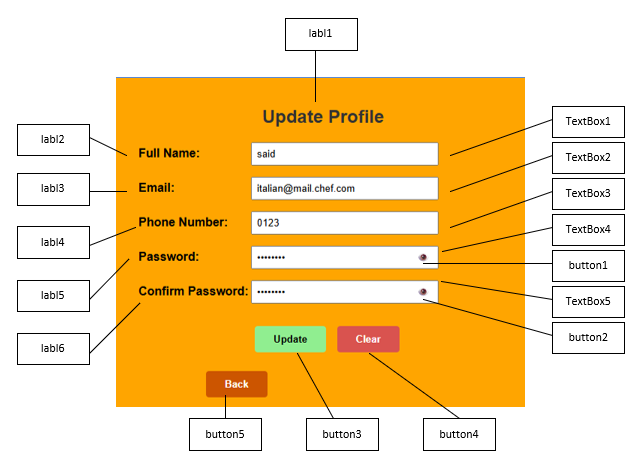 labl1
Update Profile
labl2
Full Name:
said
TextBox1
labl3
Email:
italian@mail.chef.com
TextBox2
labl4
Phone Number:
0123
TextBox3
labl5
Password:
••••••••
TextBox4
button1
labl6
Confirm Password:
••••••••
TextBox5
button2
Update
Clear
Back
button5
button3
button4